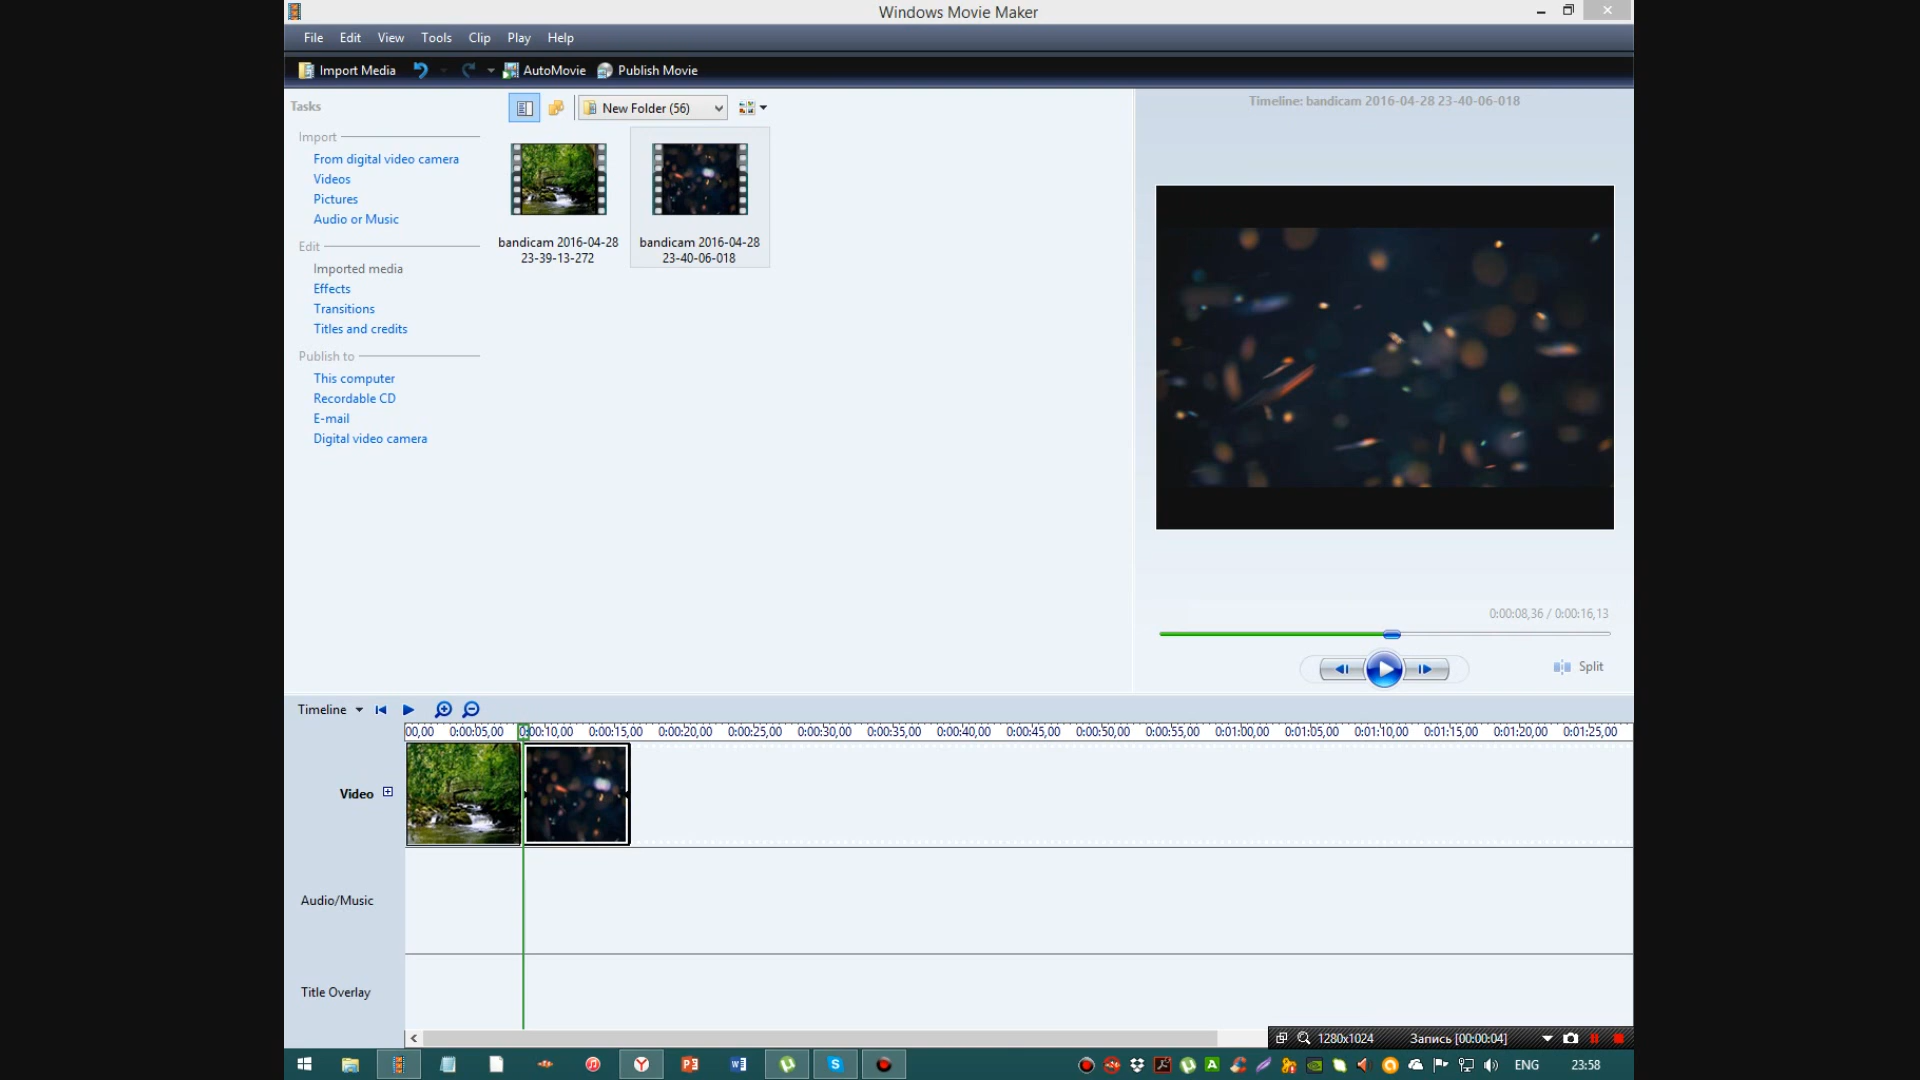 Windows Movie Maker
File Edit View Tools Clip Play Help
Import Media AutoMovie Publish Movie
Tasks
Import
From digital video camera
Videos
Pictures
Audio or Music
Edit
Imported media
Effects
Transitions
Titles and credits
Publish to
This computer
Recordable CD
E-mail
Digital video camera
New Folder (56)
bandicam 2016-04-28
23-39-13-272
bandicam 2016-04-28
23-40-06-018
Timeline: bandicam 2016-04-28 23-40-06-018
0:00:08,36 / 0:00:16,13
Split
Timeline
00,00 0:00:05,00 0:00:10,00 0:00:15,00 0:00:20,00 0:00:25,00 0:00:30,00 0:00:35,00 0:00:40,00 0:00:45,00 0:00:50,00 0:00:55,00 0:01:00,00 0:01:05,00 0:01:10,00 0:01:15,00 0:01:20,00 0:01:25,00
Video
Audio/Music
Title Overlay
1280x1024 Запись [00:00:04]
ENG 23:58